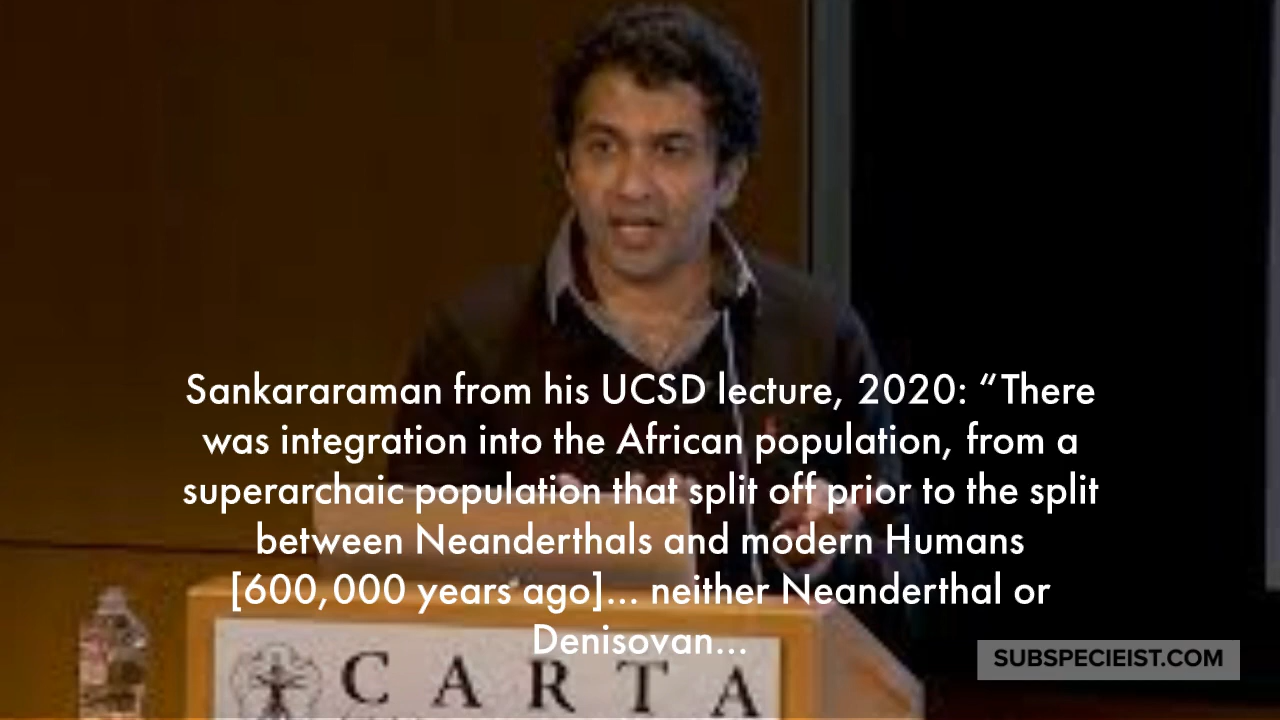 Sankararaman from his UCSD lecture, 2020: “There
was integration into the African population, from a
superarchaic population that split off prior to the split
between Neanderthals and modern Humans
[600,000 years ago]... neither Neanderthal or
Denisovan...
SUBSPECIEIST.COM
CARTA